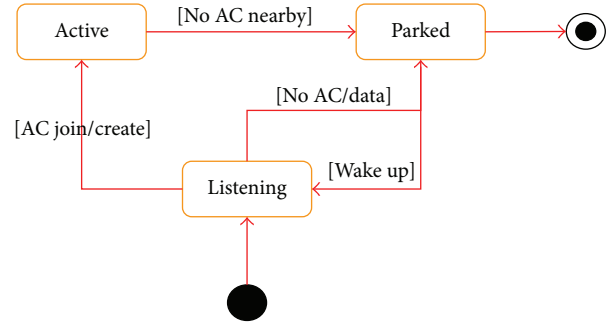 [No AC nearby]
Active
Parked
[No AC/data]
[AC join/create]
[Wake up]
Listening